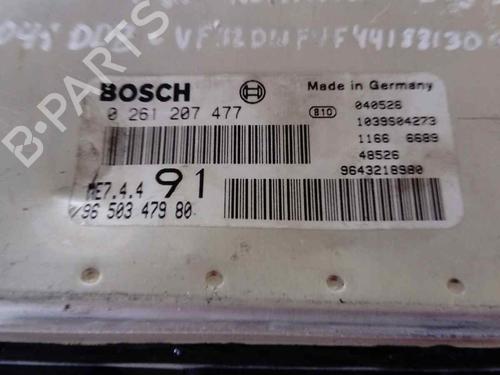 BOSCH
Made in Germany
0 261 207 477
B10
040526
1039S04273
1166 6689
48526
9643218980
ME7.4.4 91
96 503 479 80
B-PARTS